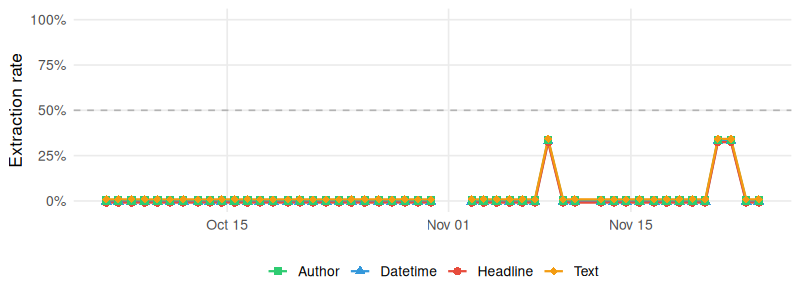 100%
75%
50%
25%
0%
Extraction rate
Oct 15 Nov 01 Nov 15
Author Datetime Headline Text